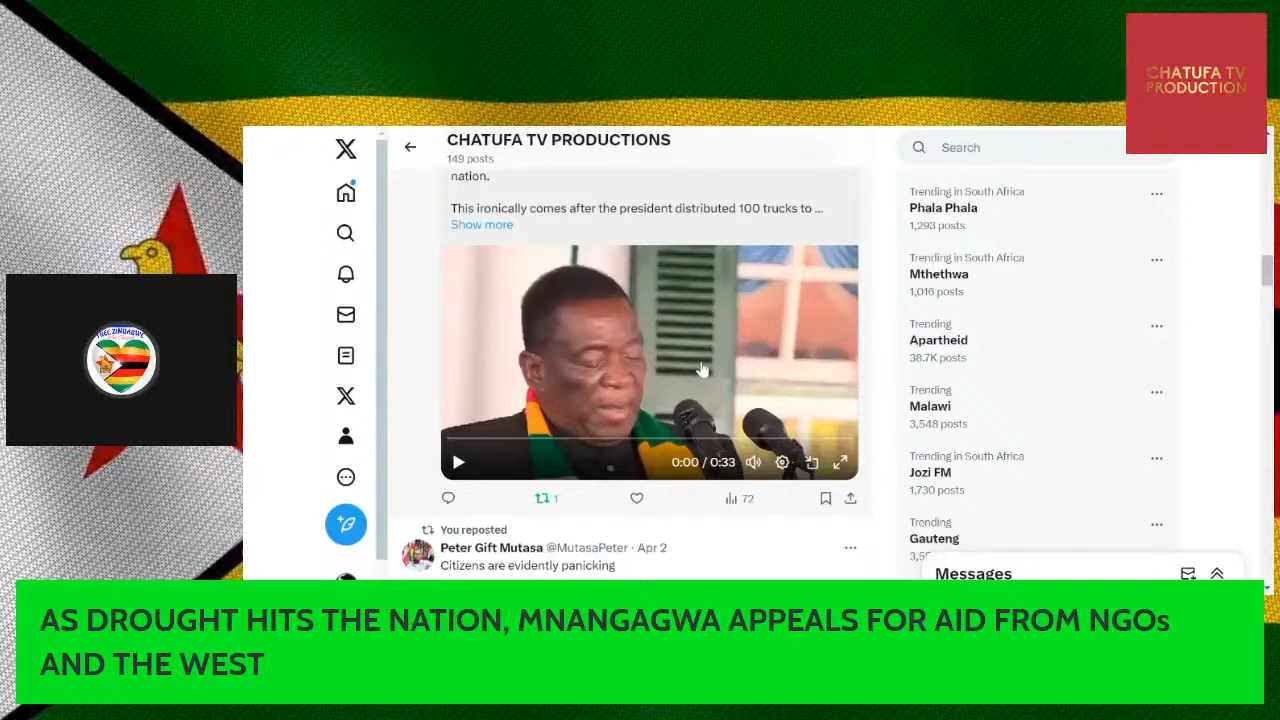 CHATUFA TV
PRODUCTION
CHATUFA TV PRODUCTIONS
149 posts
nation.
This ironically comes after the president distributed 100 trucks to ...
Show more
0:00 / 0:33
1
72
You reposted
Peter Gift Mutasa @MutasaPeter · Apr 2
Citizens are evidently panicking
Search
Trending in South Africa
Phala Phala
1,293 posts
Trending in South Africa
Mthethwa
1,016 posts
Trending
Apartheid
38.7K posts
Trending
Malawi
3,548 posts
Trending in South Africa
Jozi FM
1,730 posts
Trending
Gauteng
Messages
FREE ZIMBABWE
AS DROUGHT HITS THE NATION, MNANGAGWA APPEALS FOR AID FROM NGOs
AND THE WEST